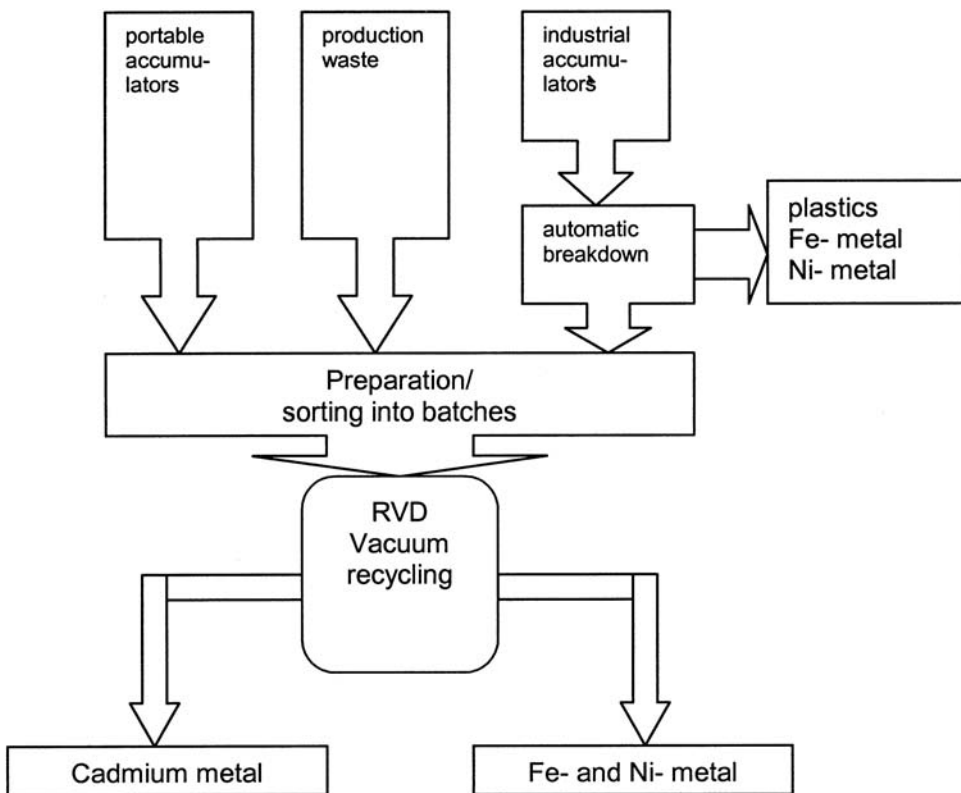 portable
accumu-
lators
production
waste
industrial
accumu-
lators
automatic
breakdown
plastics
Fe- metal
Ni- metal
Preparation/
sorting into batches
RVD
Vacuum
recycling
Cadmium metal
Fe- and Ni- metal